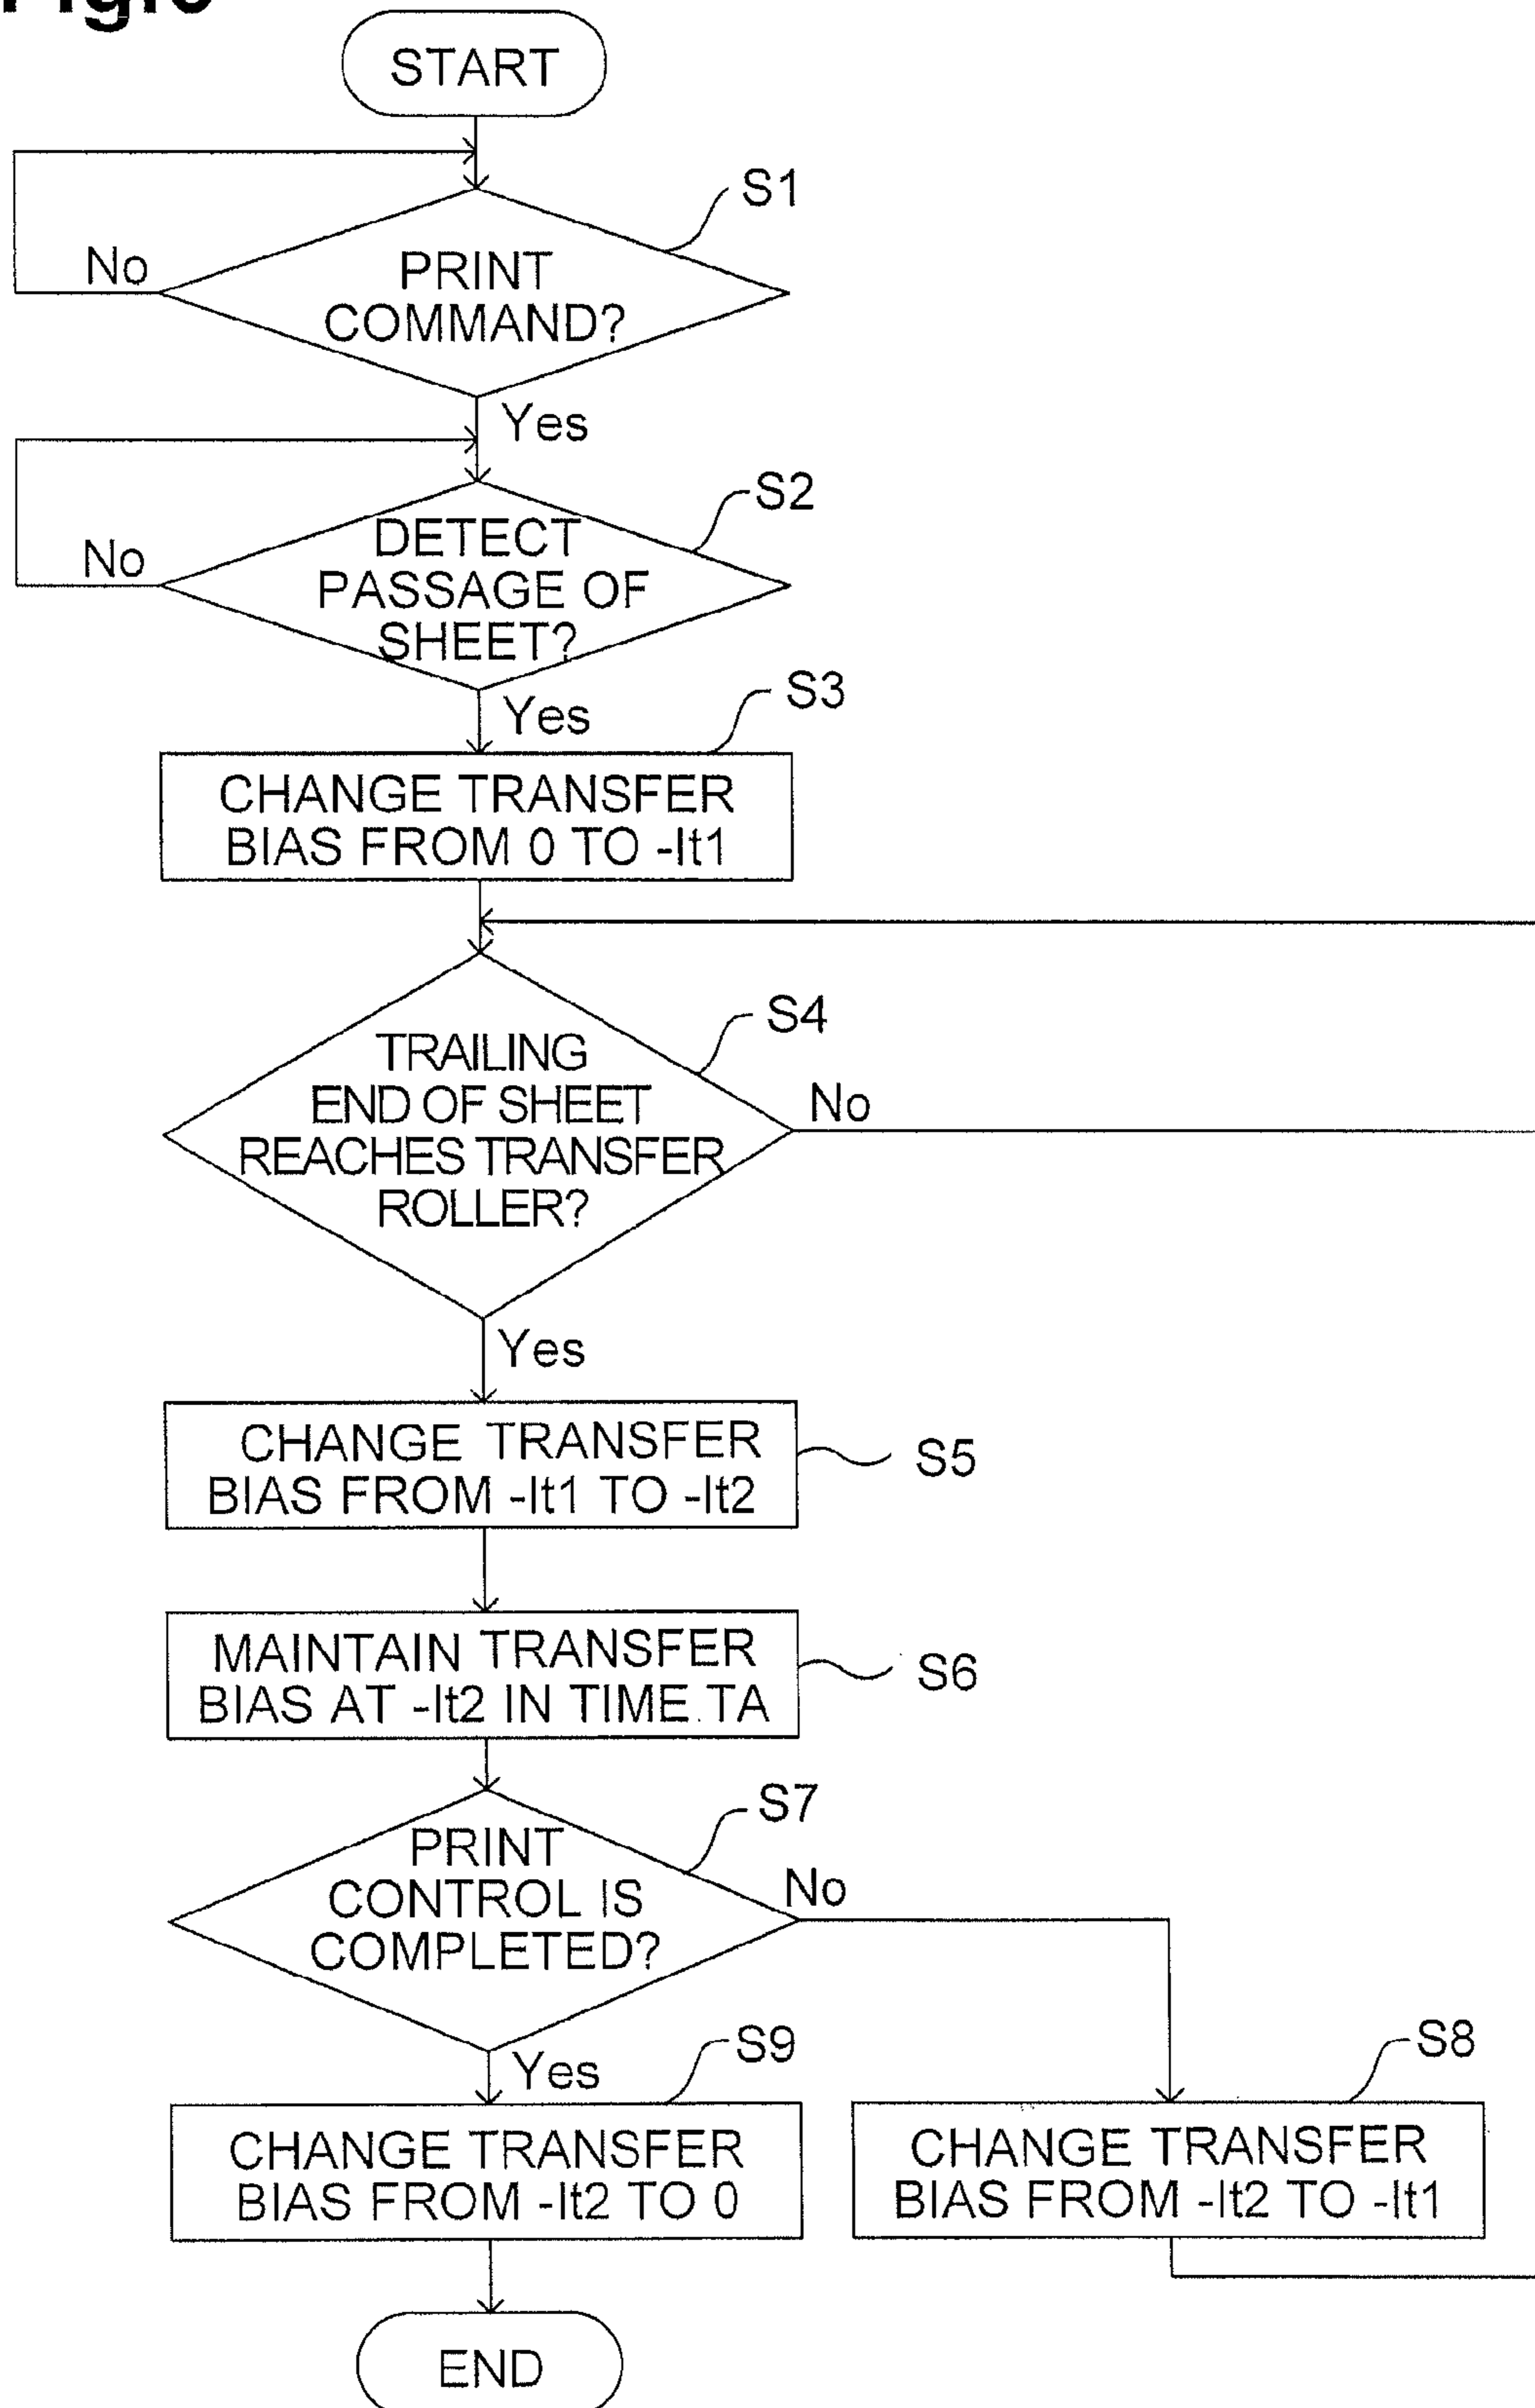 START
S1
No
PRINT
COMMAND?
Yes
S2
No
DETECT
PASSAGE OF
SHEET?
Yes
S3
CHANGE TRANSFER
BIAS FROM 0 TO -It1
S4
TRAILING
END OF SHEET
REACHES TRANSFER
ROLLER?
No
Yes
CHANGE TRANSFER
BIAS FROM -It1 TO -It2
S5
MAINTAIN TRANSFER
BIAS AT -It2 IN TIME TA
S6
S7
PRINT
CONTROL IS
COMPLETED?
No
Yes
S9
CHANGE TRANSFER
BIAS FROM -It2 TO 0
S8
CHANGE TRANSFER
BIAS FROM -It2 TO -It1
END